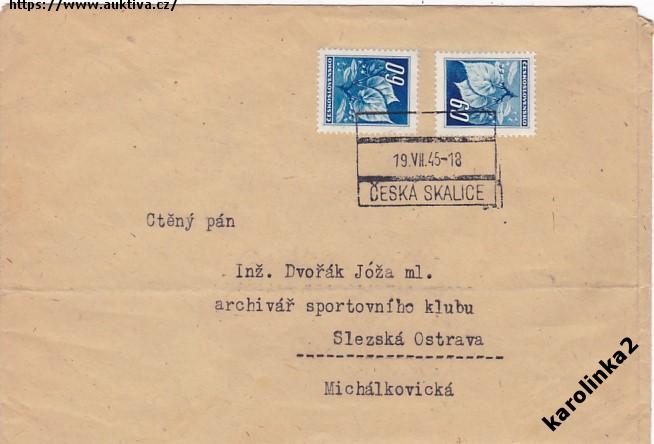 https://www.auktiva.cz/
ČESKOSLOVENSKO
60
60
ČESKOSLOVENSKO
19.VII.45-18
ČESKÁ SKALICE
Ctěný pán
Inž. Dvořák Jóža ml.
archivář sportovního klubu
Slezská Ostrava
Michálkovická
karolinka2